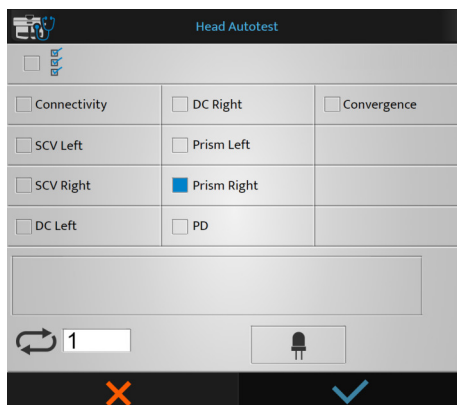 Head Autotest
Connectivity
DC Right
Convergence
SCV Left
Prism Left
SCV Right
Prism Right
DC Left
PD
1